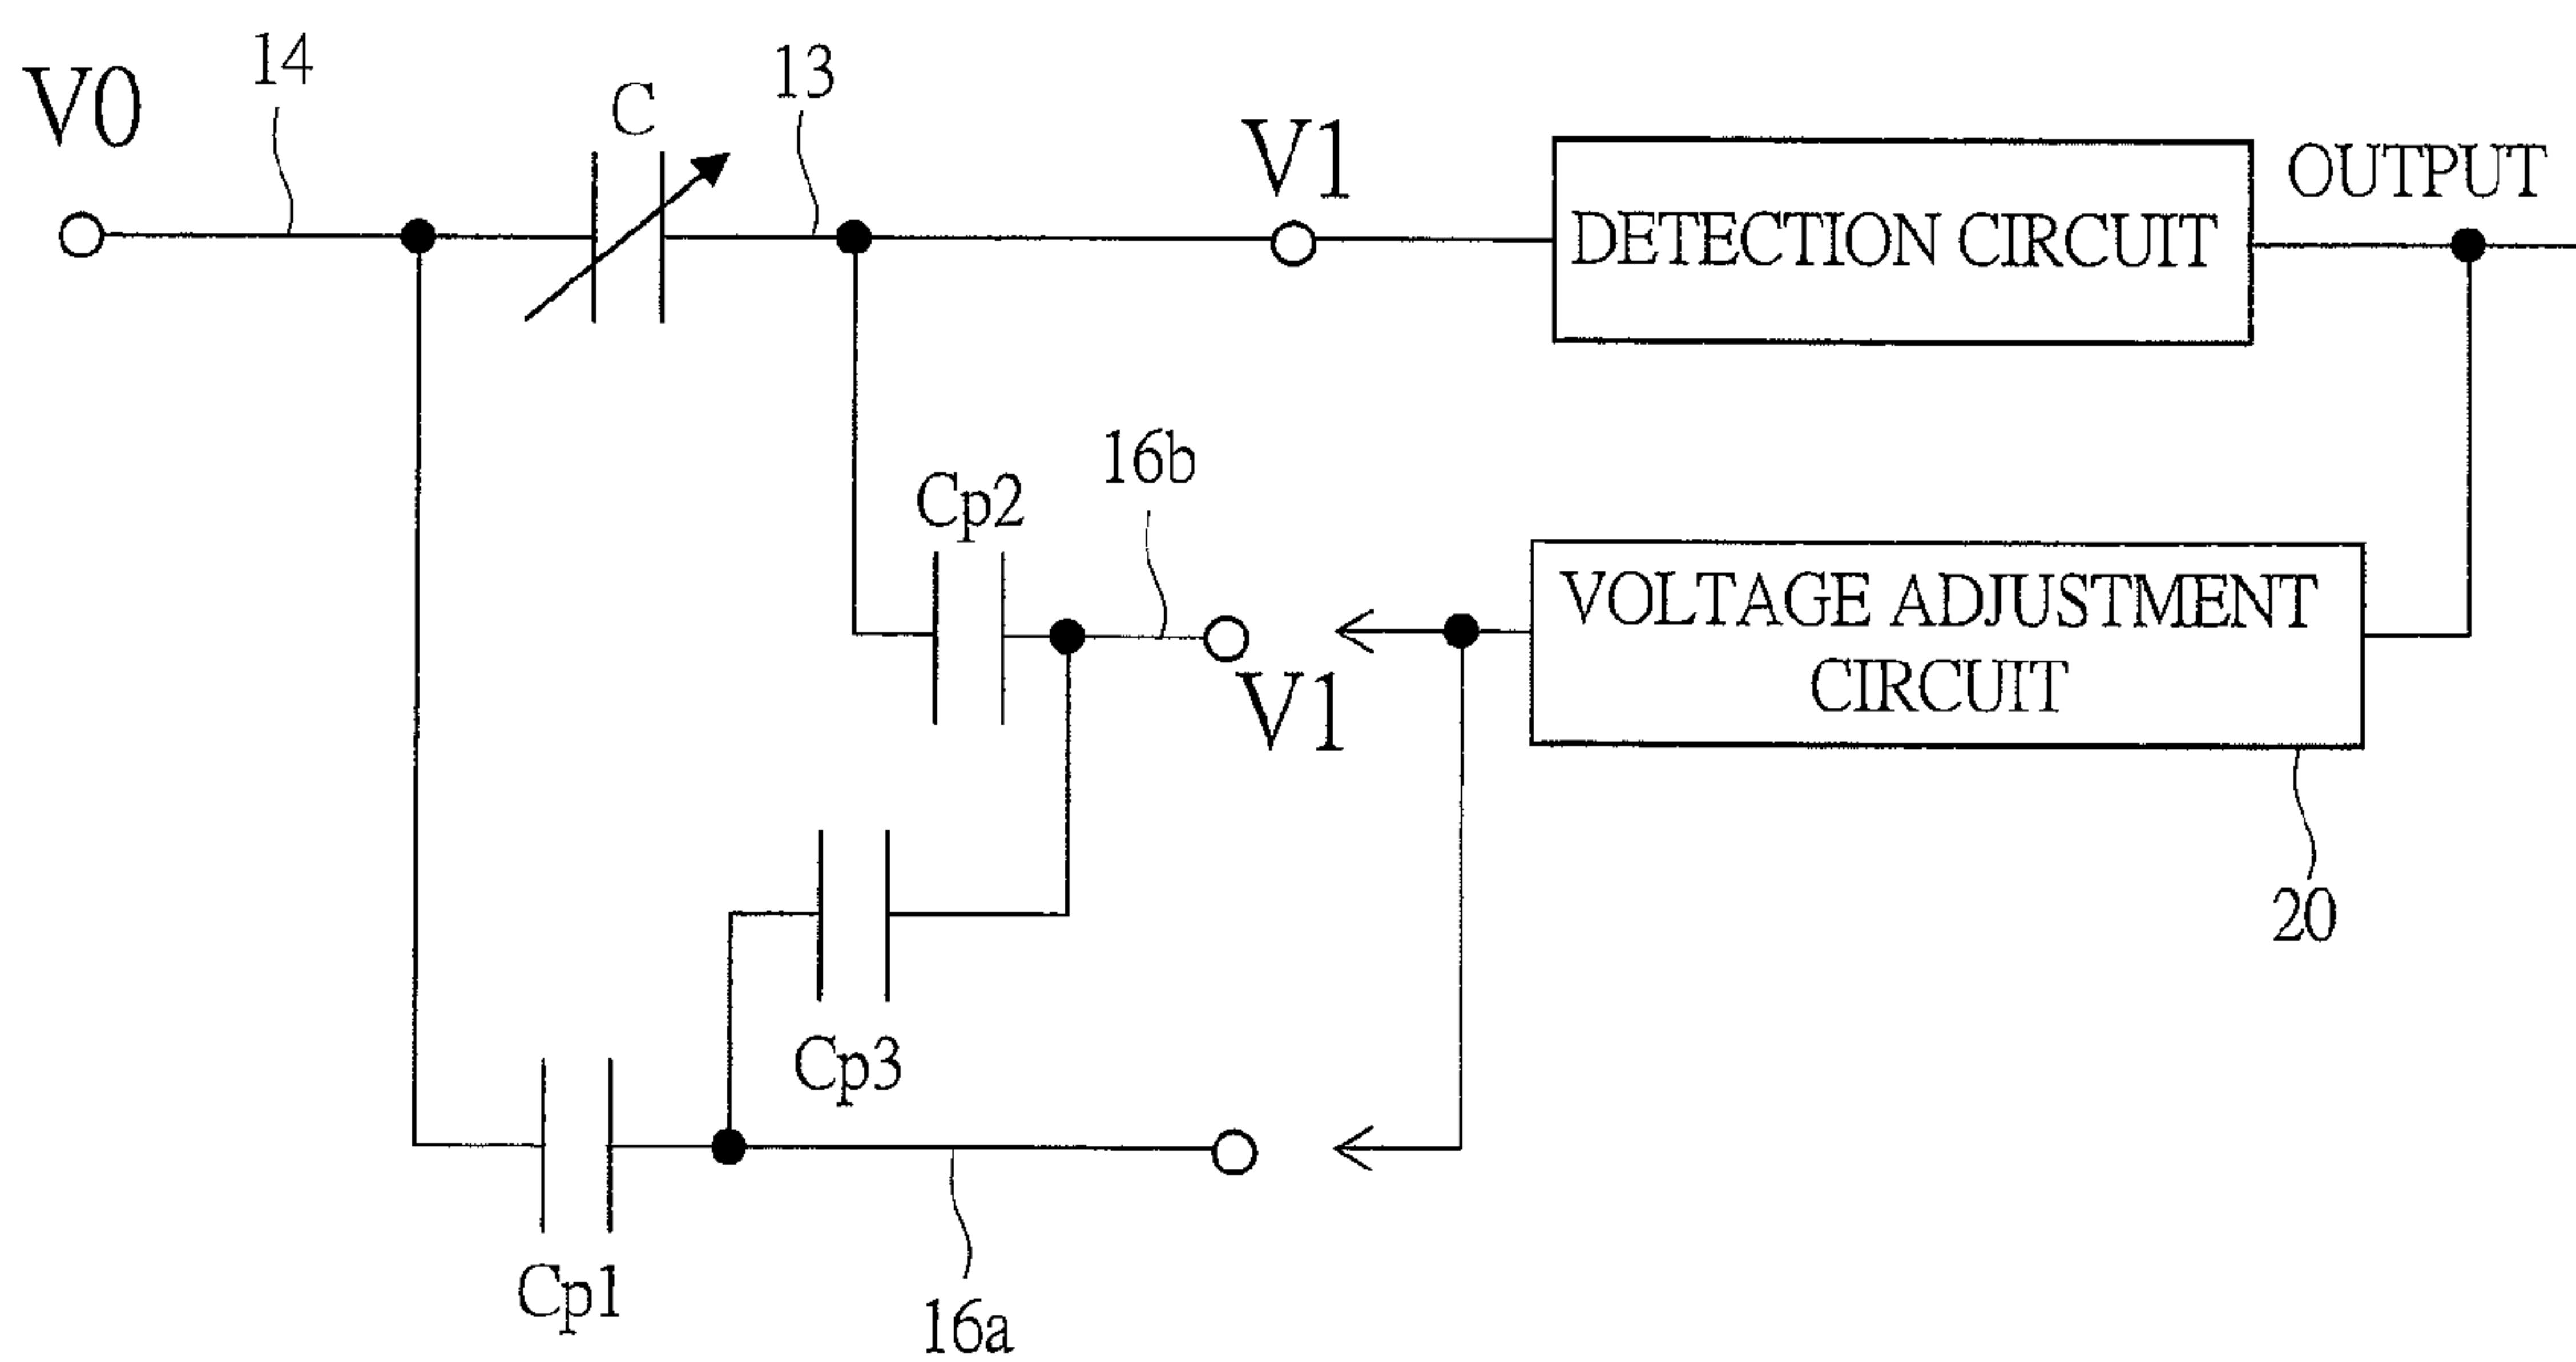 14
13
V0
C
V1
OUTPUT
DETECTION CIRCUIT
16b
Cp2
VOLTAGE ADJUSTMENT
CIRCUIT
V1
20
Cp3
Cp1
16a